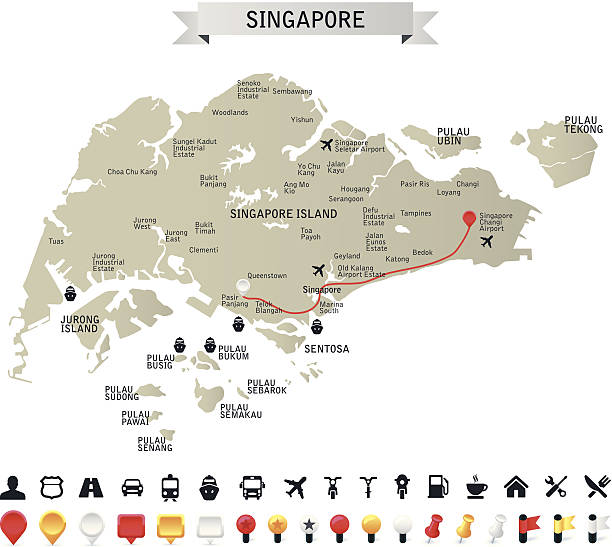 SINGAPORE
Senoko
Industrial
Estate
Sembawang
Woodlands
Yishun
PULAU
UBIN
PULAU
TEKONG
Sungei Kadut
Industrial
Estate
Singapore
Seletar Airport
Choa Chu Kang
Bukit
Panjang
Yo Chu
Kang
Jalan
Kayu
Ang Mo
Kio
Hougang
Serangoon
Pasir Ris
Changi
Loyang
SINGAPORE ISLAND
Defu
Industrial
Estate
Tampines
Singapore
Changi
Airport
Jurong
West
Jurong
East
Bukit
Timah
Clementi
Toa
Payoh
Jalan
Eunos
Estate
Tuas
Jurong
Industrial
Estate
Geyland
Katong
Bedok
Queenstown
Old Kalang
Airport Estate
Singapore
Pasir
Panjang
Telok
Blangah
Marina
South
JURONG
ISLAND
SENTOSA
PULAU
BUSIG
PULAU
BUKUM
PULAU
SUDONG
PULAU
SEBAROK
PULAU
SEMAKAU
PULAU
PAWAI
PULAU
SENANG